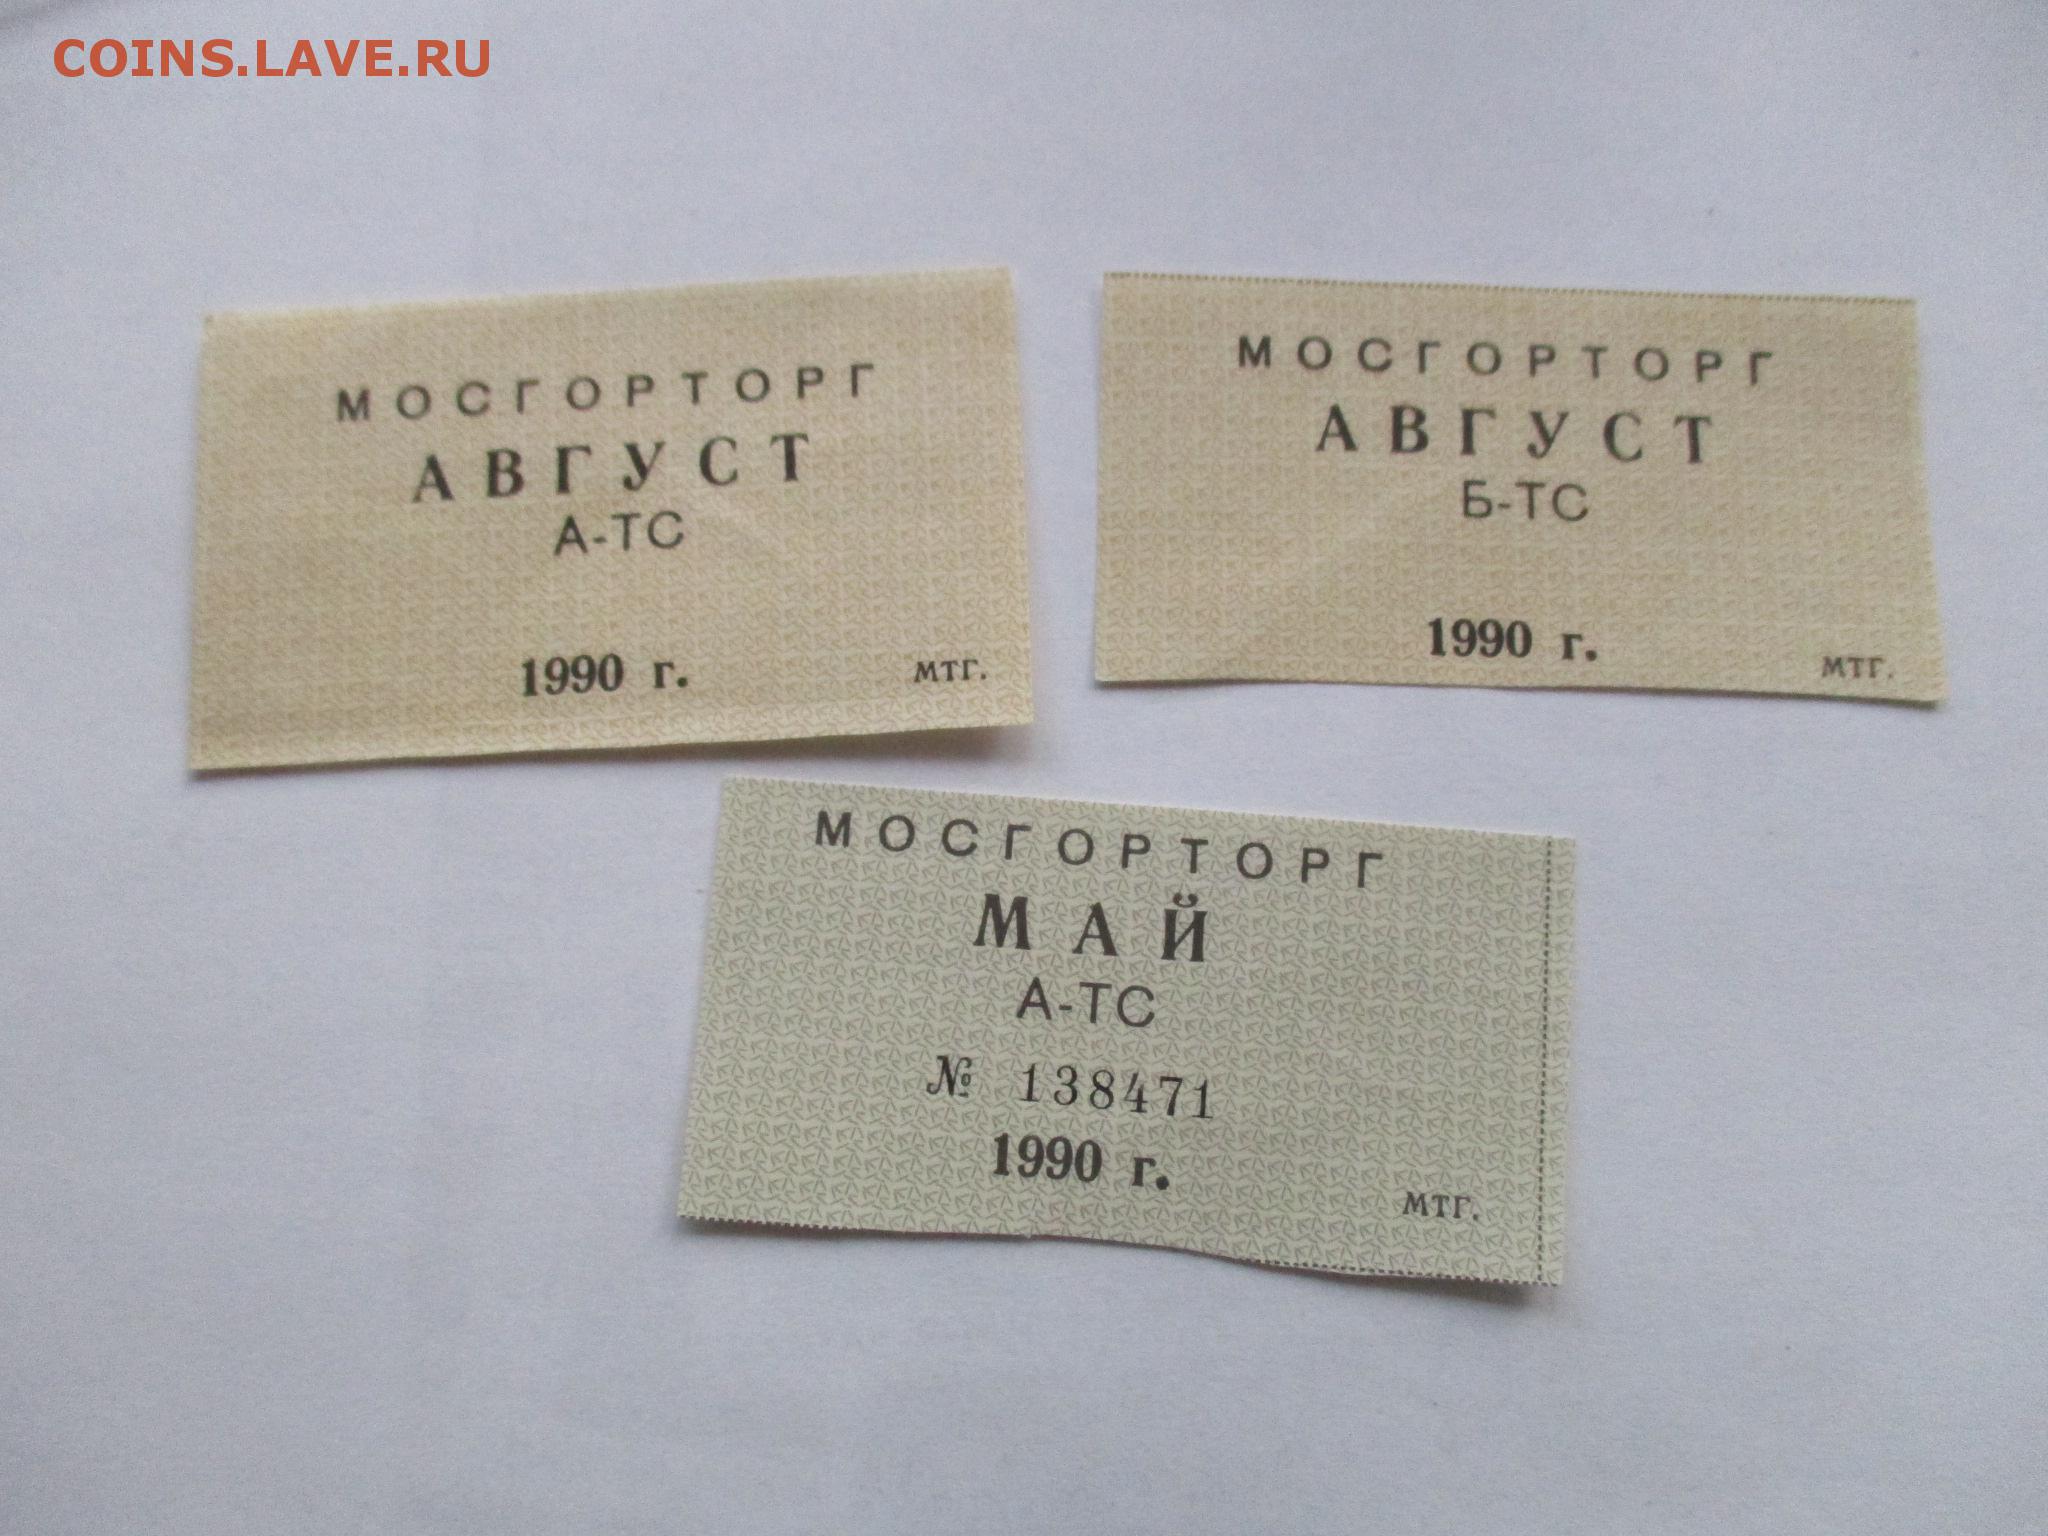 COINS.LAVE.RU
МОСГОРТОРГ
АВГУСТ
А-ТС
1990 г.
МТГ.
МОСГОРТОРГ
АВГУСТ
Б-ТС
1990 г.
МТГ.
МОСГОРТОРГ
МАЙ
А-ТС
№ 138471
1990 г.
МТГ.